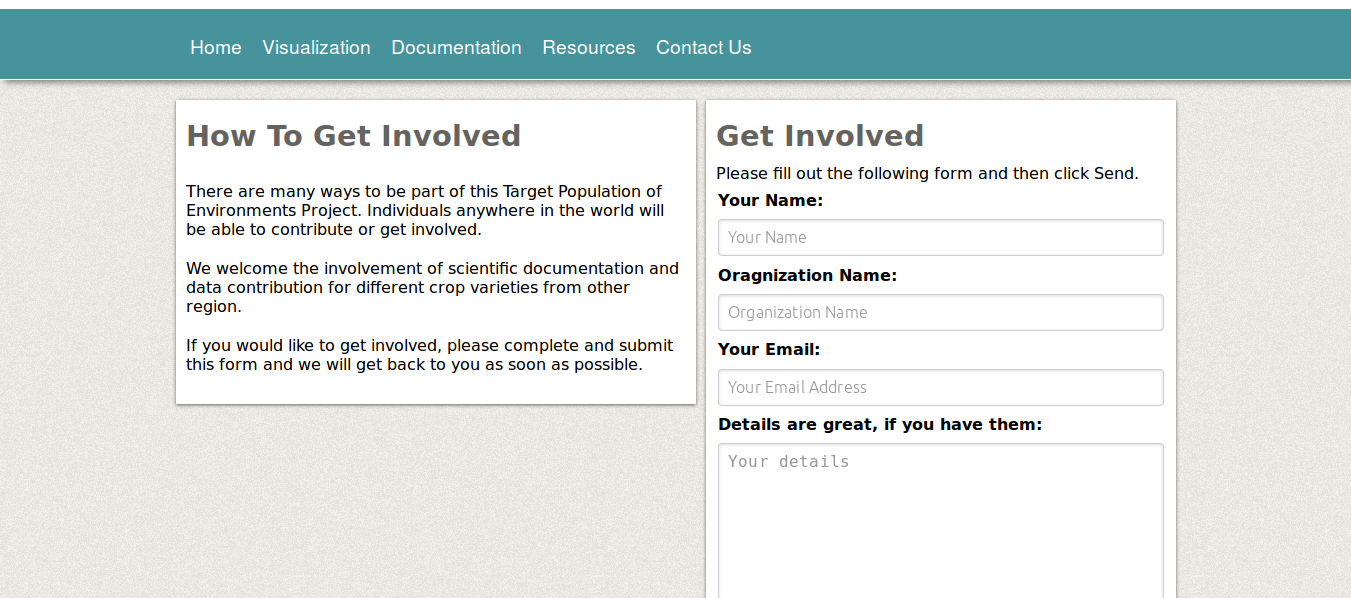 Home Visualization Documentation Resources Contact Us
How To Get Involved
There are many ways to be part of this Target Population of
Environments Project. Individuals anywhere in the world will
be able to contribute or get involved.
We welcome the involvement of scientific documentation and
data contribution for different crop varieties from other
region.
If you would like to get involved, please complete and submit
this form and we will get back to you as soon as possible.
Get Involved
Please fill out the following form and then click Send.
Your Name:
Your Name
Oragnization Name:
Organization Name
Your Email:
Your Email Address
Details are great, if you have them:
Your details